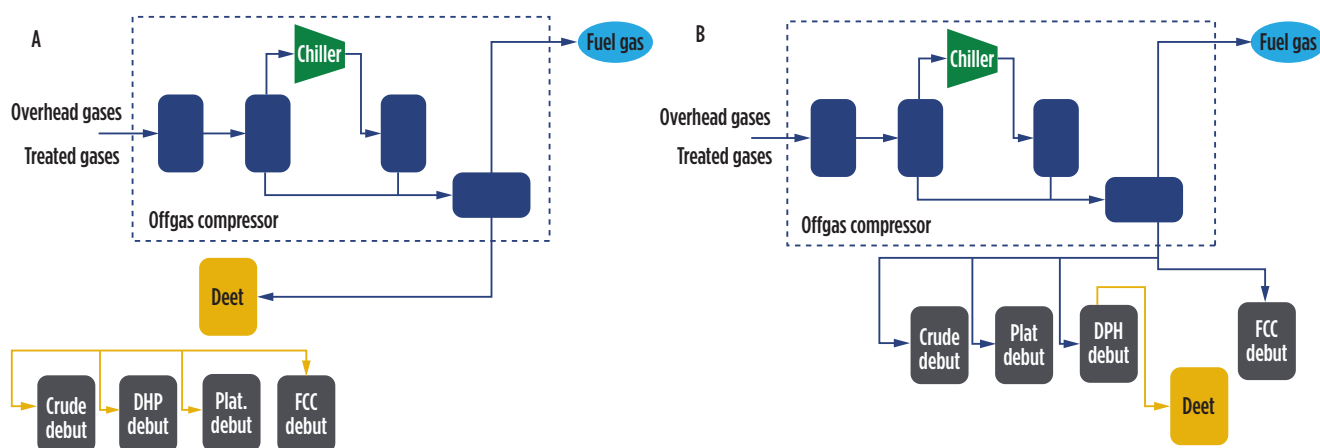 A
Chiller
Fuel gas
Overhead gases
Treated gases
Offgas compressor
Deet
Crude
debut
DHP
debut
Plat.
debut
FCC
debut
B
Chiller
Fuel gas
Overhead gases
Treated gases
Offgas compressor
Crude
debut
Plat
debut
DPH
debut
FCC
debut
Deet